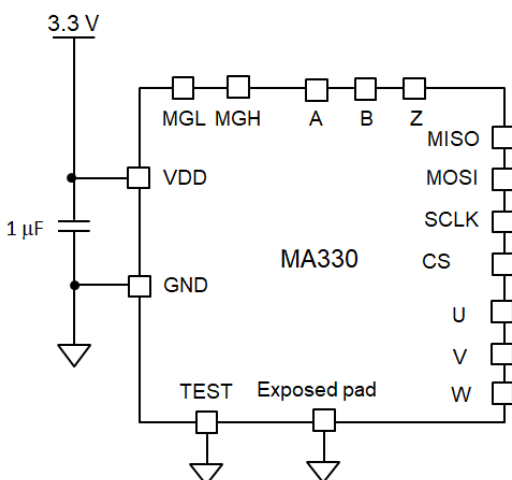 3.3 V
MGL MGH A B Z
MISO
VDD
MOSI
SCLK
1 μF
MA330
CS
GND
U
V
TEST Exposed pad
W